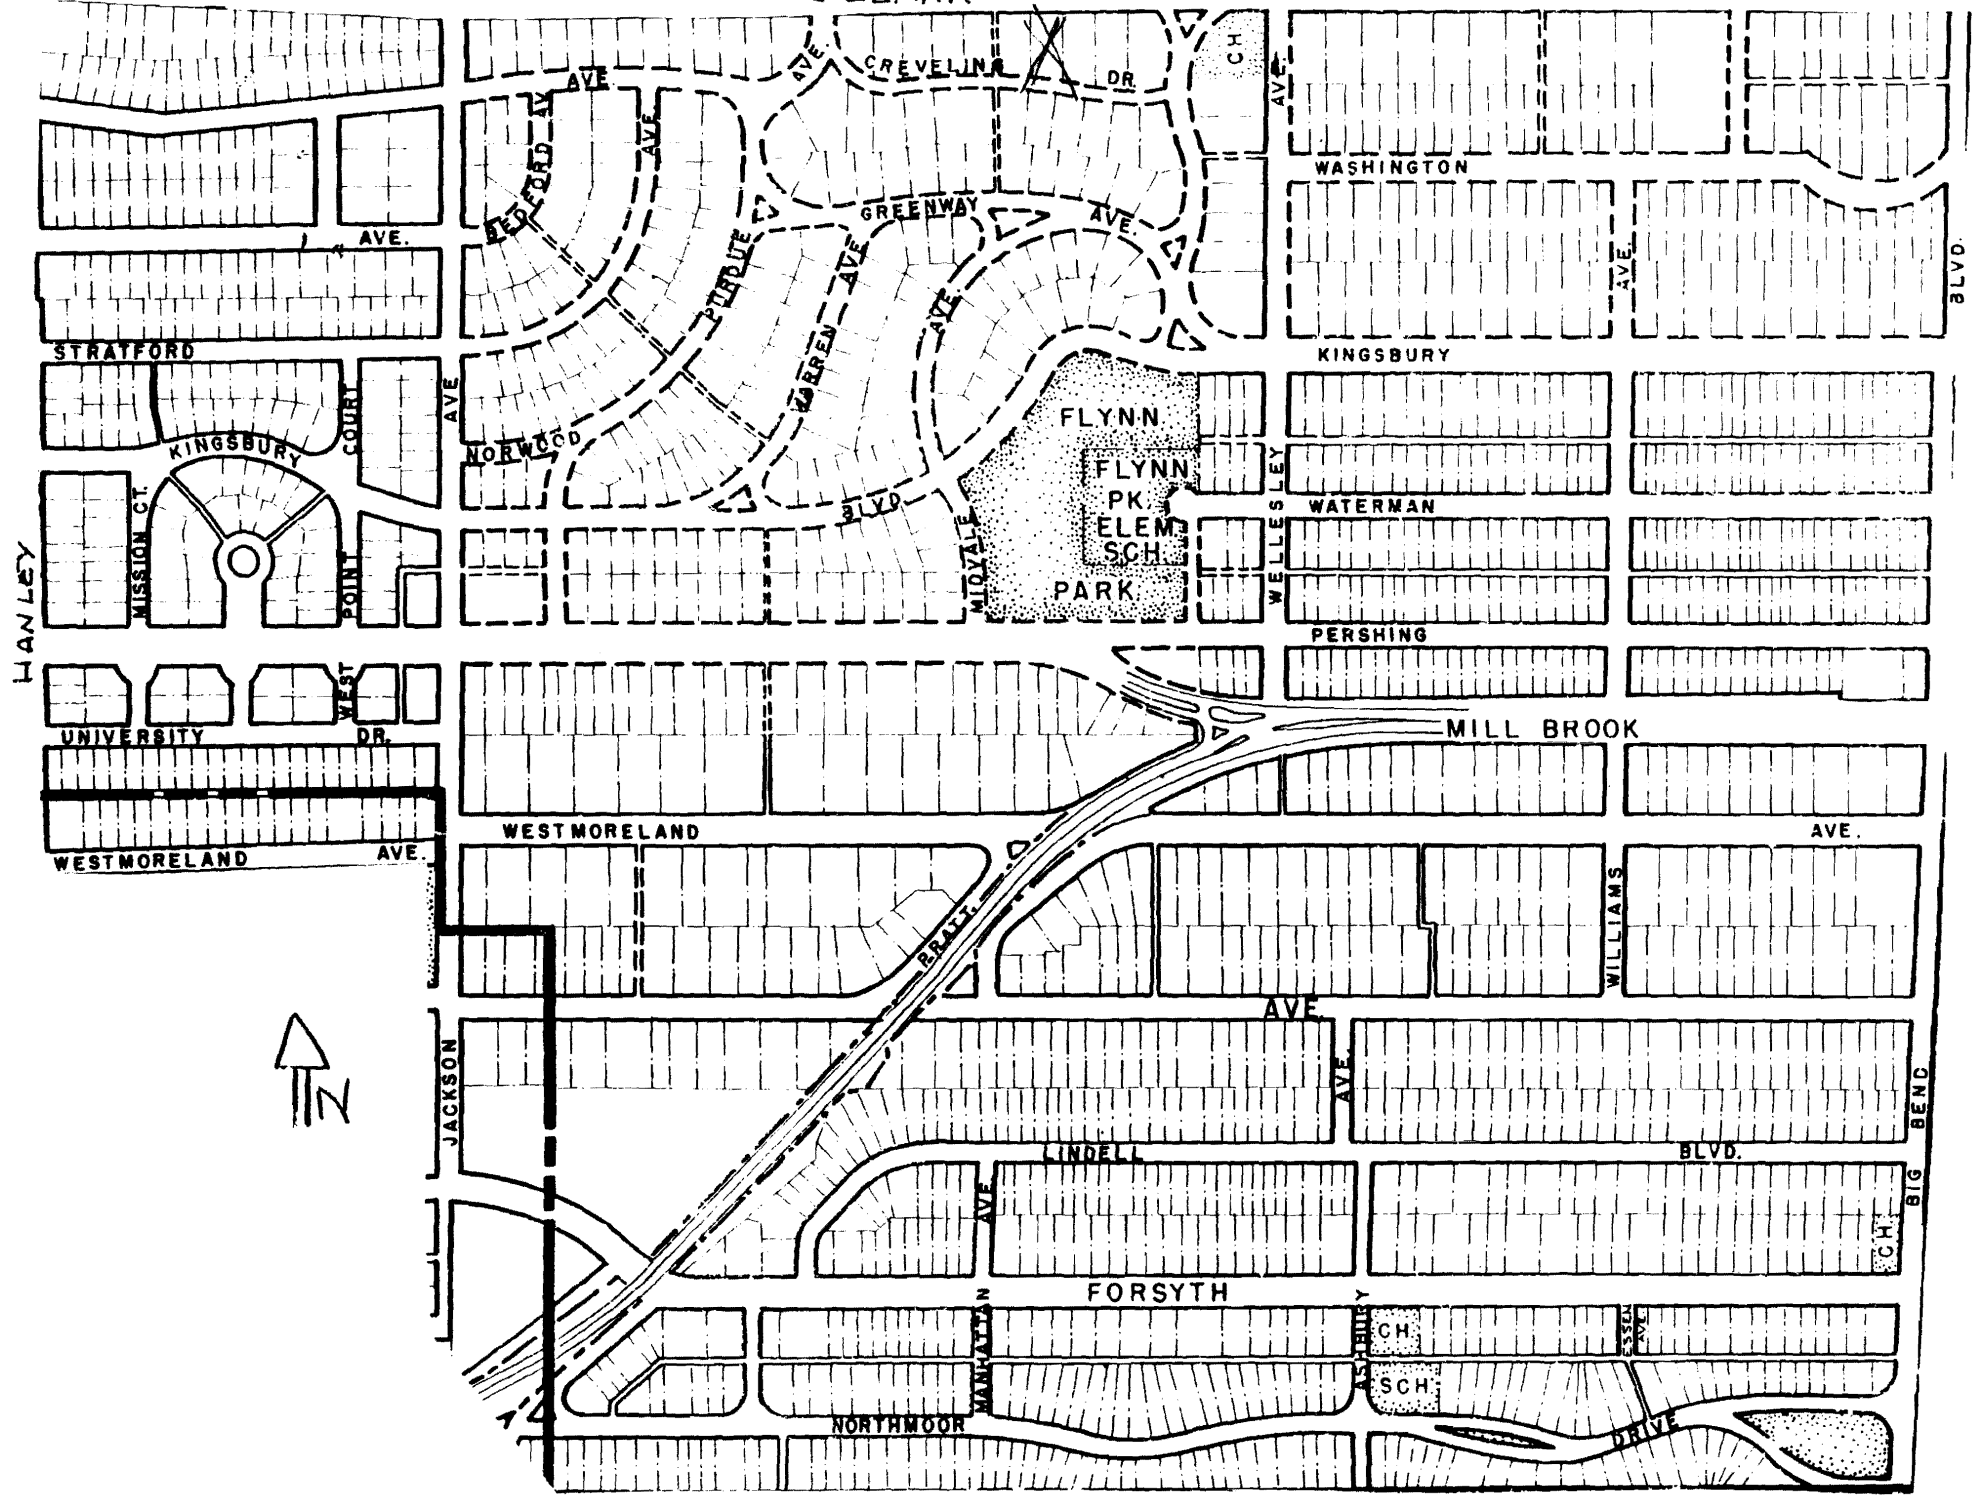 CREVELING
DR.
CH
AVE.
AVE.
AVE
BEDFORD AV
AVE.
WASHINGTON
GREENWAY
AVE.
AVE.
PURDUE
WARREN AVE
AVE.
AVE.
BLVD.
STRATFORD
KINGSBURY
COURT
AVE
FLYNN
KINGSBURY
NORWOOD
FLYNN
PK.
ELEM
SCH.
PARK
WELLESLEY
WATERMAN
BLVD
MISSION CT.
HANLEY
POINT
MIDVALE
PERSHING
WEST
UNIVERSITY
DR.
MILL BROOK
WESTMORELAND
AVE.
WESTMORELAND
AVE.
WILLIAMS
PRATT
AVE
N
JACKSON
AVE.
BEND
BIG
LINDELL
BLVD.
AVE
CH
FORSYTH
MANHATTAN
ASHBURY
CH
ESSEN
AVE.
SCH
NORTHMOOR
DRIVE